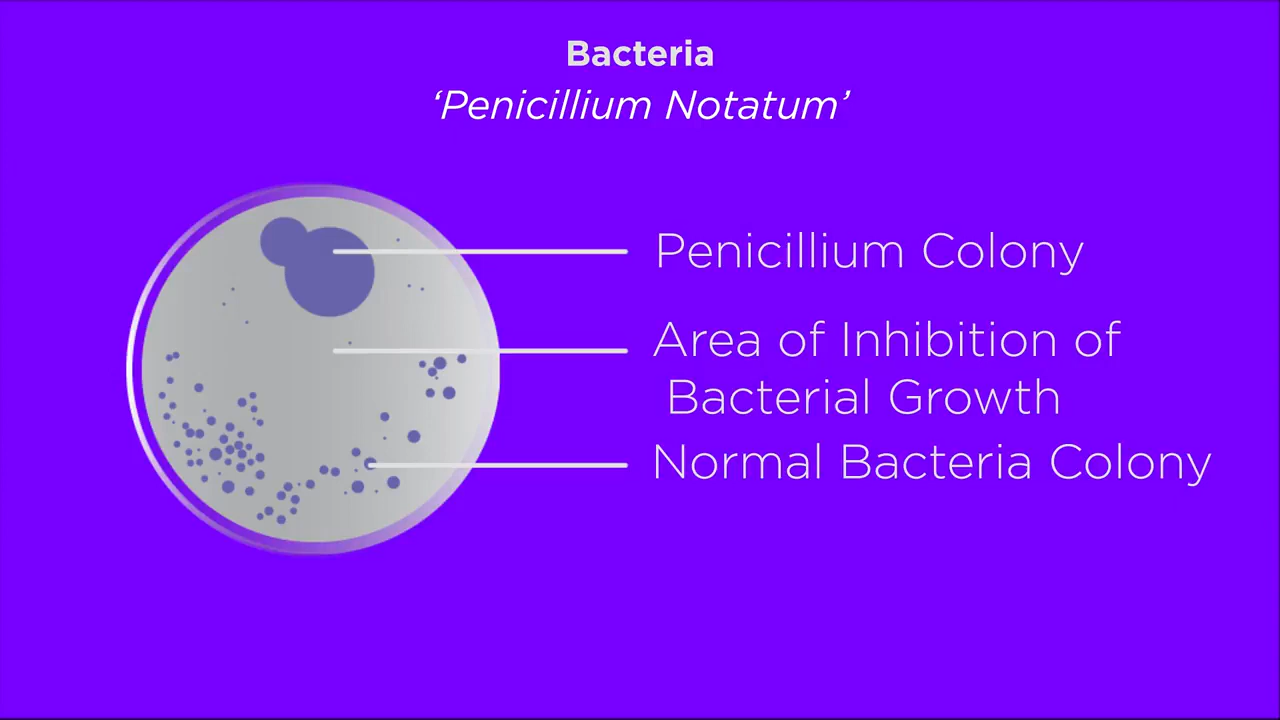 Bacteria
‘Penicillium Notatum’
Penicillium Colony
Area of Inhibition of
Bacterial Growth
Normal Bacteria Colony